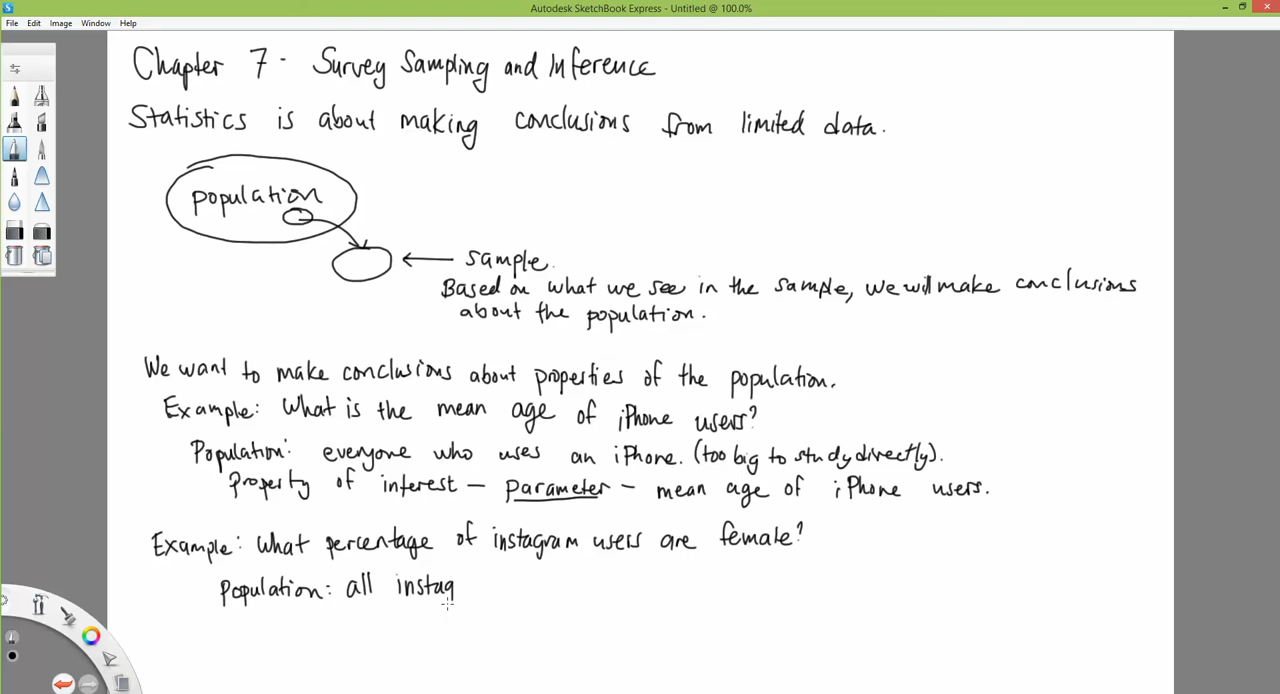 Autodesk SketchBook Express - Untitled @ 100.0%
File Edit Image Window Help
Chapter 7 - Survey Sampling and Inference
Statistics is about making conclusions from limited data.
population
sample.
Based on what we see in the sample, we will make conclusions
about the population.
We want to make conclusions about properties of the population.
Example: What is the mean age of iPhone users?
Population: everyone who uses an iPhone. (too big to study directly).
Property of interest - parameter - mean age of iPhone users.
Example: What percentage of instagram users are female?
Population: all instag